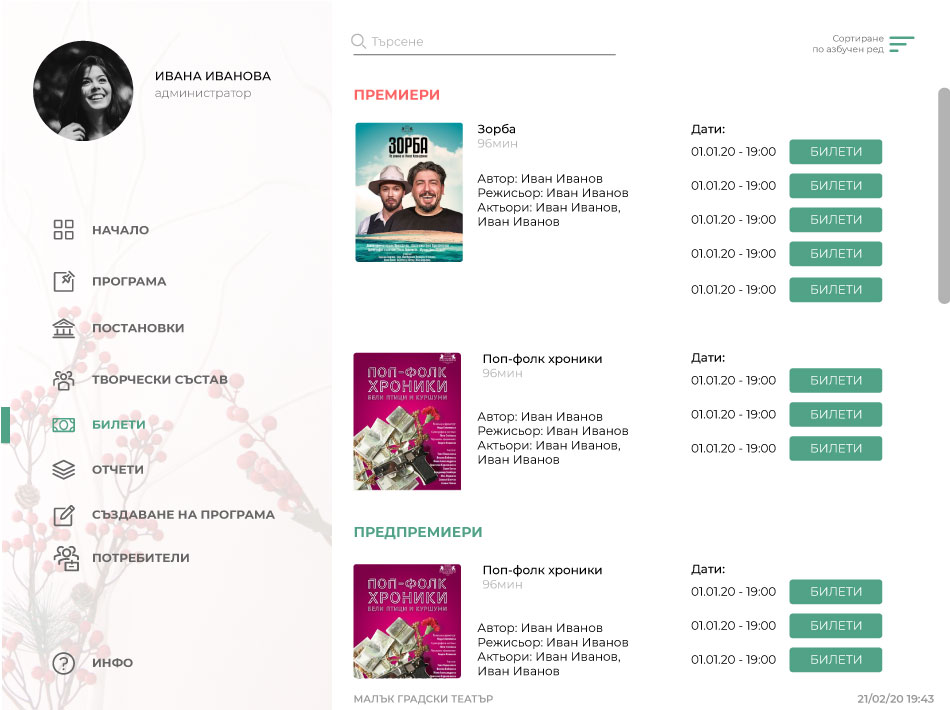 ИВАНА ИВАНОВА
администратор
НАЧАЛО
ПРОГРАМА
ПОСТАНОВКИ
ТВОРЧЕСКИ СЪСТАВ
БИЛЕТИ
ОТЧЕТИ
СЪЗДАВАНЕ НА ПРОГРАМА
ПОТРЕБИТЕЛИ
ИНФО
Търсене
Сортиране
по азбучен ред
ПРЕМИЕРИ
ЗОРБА
Зорба
96мин
Автор: Иван Иванов
Режисьор: Иван Иванов
Актьори: Иван Иванов,
Иван Иванов
Дати:
01.01.20 - 19:00 БИЛЕТИ
01.01.20 - 19:00 БИЛЕТИ
01.01.20 - 19:00 БИЛЕТИ
01.01.20 - 19:00 БИЛЕТИ
01.01.20 - 19:00 БИЛЕТИ
ПОП-ФОЛК
ХРОНИКИ
БЕЛИ ПТИЦИ И КУРШУМИ
Поп-фолк хроники
96мин
Автор: Иван Иванов
Режисьор: Иван Иванов
Актьори: Иван Иванов,
Иван Иванов
Дати:
01.01.20 - 19:00 БИЛЕТИ
01.01.20 - 19:00 БИЛЕТИ
01.01.20 - 19:00 БИЛЕТИ
ПРЕДПРЕМИЕРИ
ПОП-ФОЛК
ХРОНИКИ
БЕЛИ ПТИЦИ И КУРШУМИ
Поп-фолк хроники
96мин
Автор: Иван Иванов
Режисьор: Иван Иванов
Актьори: Иван Иванов,
Иван Иванов
Дати:
01.01.20 - 19:00 БИЛЕТИ
01.01.20 - 19:00 БИЛЕТИ
01.01.20 - 19:00 БИЛЕТИ
МАЛЪК ГРАДСКИ ТЕАТЪР
21/02/20 19:43